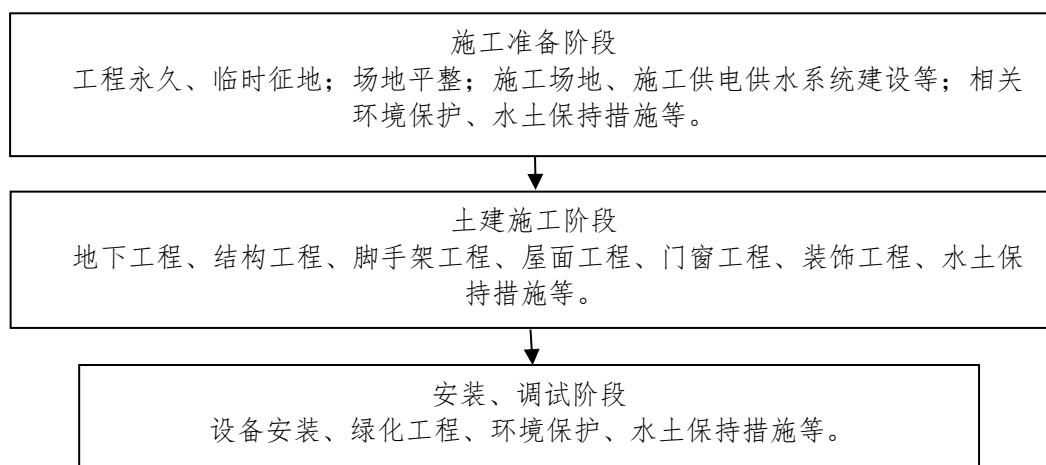 施工准备阶段
工程永久、临时征地；场地平整；施工场地、施工供电供水系统建设等；相关
环境保护、水土保持措施等。
土建施工阶段
地下工程、结构工程、脚手架工程、屋面工程、门窗工程、装饰工程、水土保
持措施等。
安装、调试阶段
设备安装、绿化工程、环境保护、水土保持措施等。